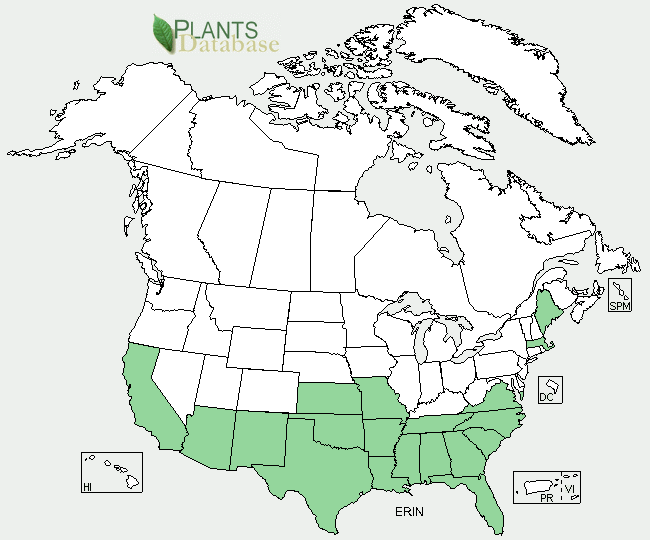 PLANTS
Database
SPM
DC
HI
PR
VI
ERIN